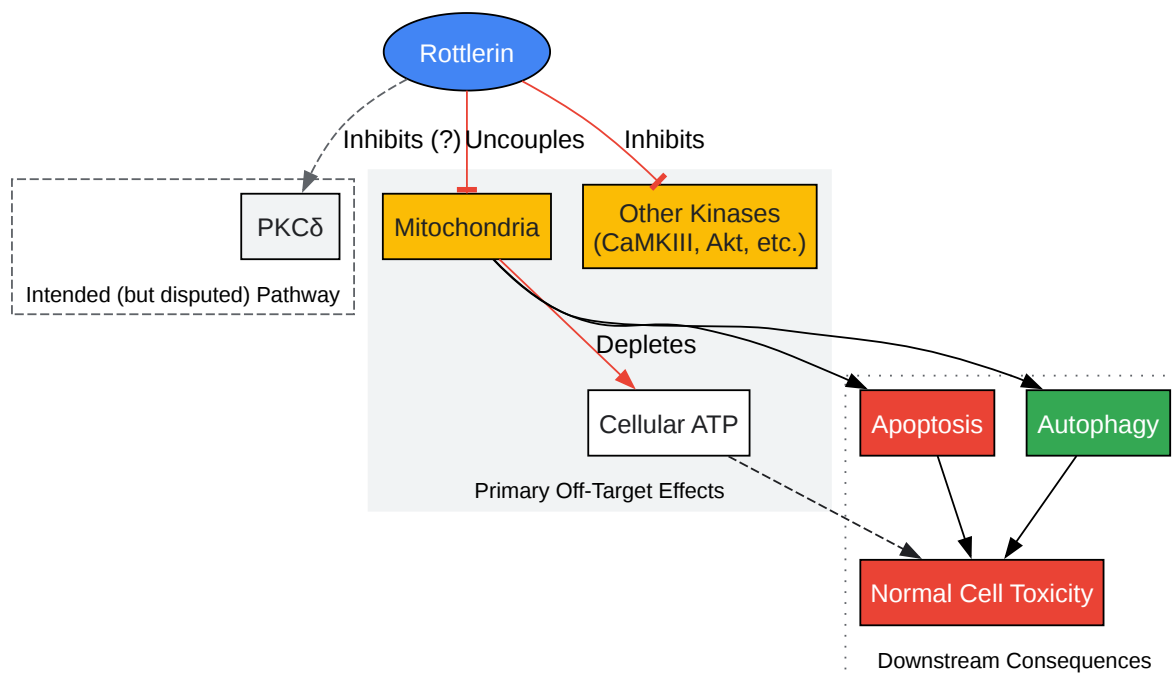 Rottlerin
Inhibits (?)
Uncouples
Inhibits
PKCδ
Mitochondria
Other Kinases
(CaMKIII, Akt, etc.)
Intended (but disputed) Pathway
Depletes
Cellular ATP
Apoptosis
Autophagy
Primary Off-Target Effects
Normal Cell Toxicity
Downstream Consequences